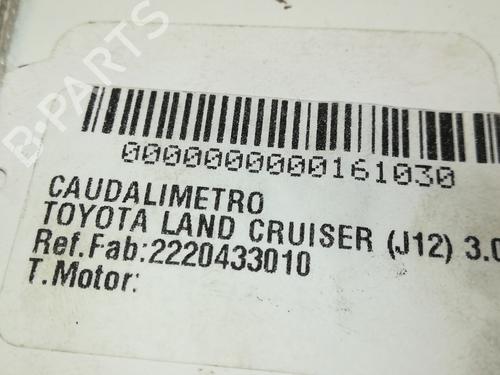 B-PARTS
0000000000161030
CAUDALIMETRO
TOYOTA LAND CRUISER (J12) 3.0
Ref.Fab:2220433010
T.Motor: